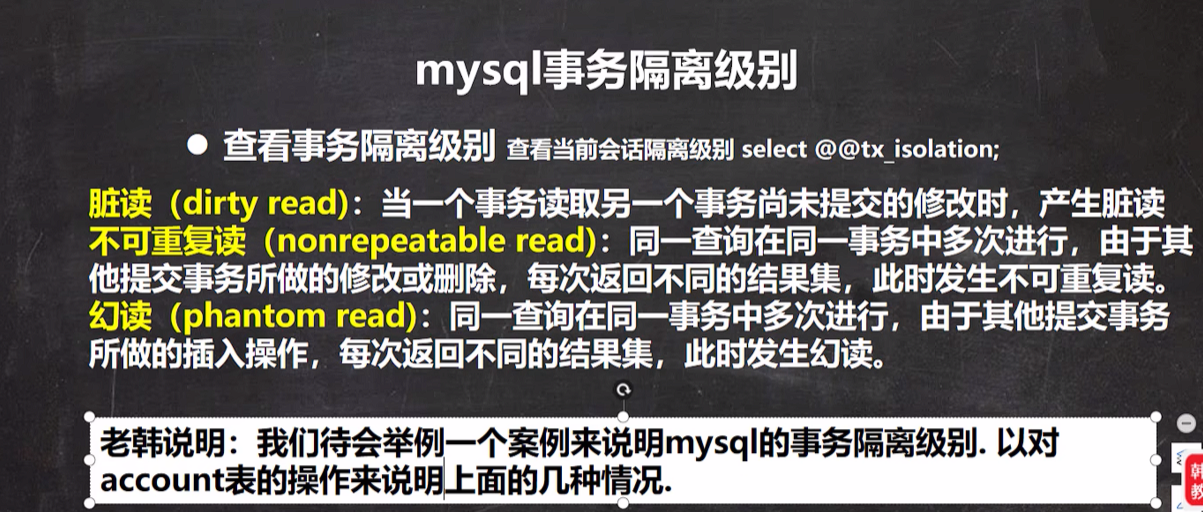 mysql事务隔离级别
● 查看事务隔离级别 查看当前会话隔离级别 select @@tx_isolation;
脏读（dirty read)：当一个事务读取另一个事务尚未提交的修改时，产生脏读
不可重复读（nonrepeatable read)：同一查询在同一事务中多次进行，由于其
他提交事务所做的修改或删除，每次返回不同的结果集，此时发生不可重复读。
幻读（phantom read)：同一查询在同一事务中多次进行，由于其他提交事务
所做的插入操作，每次返回不同的结果集，此时发生幻读。
老韩说明：我们待会举例一个案例来说明mysql的事务隔离级别. 以对
account表的操作来说明上面的几种情况.
韩
教